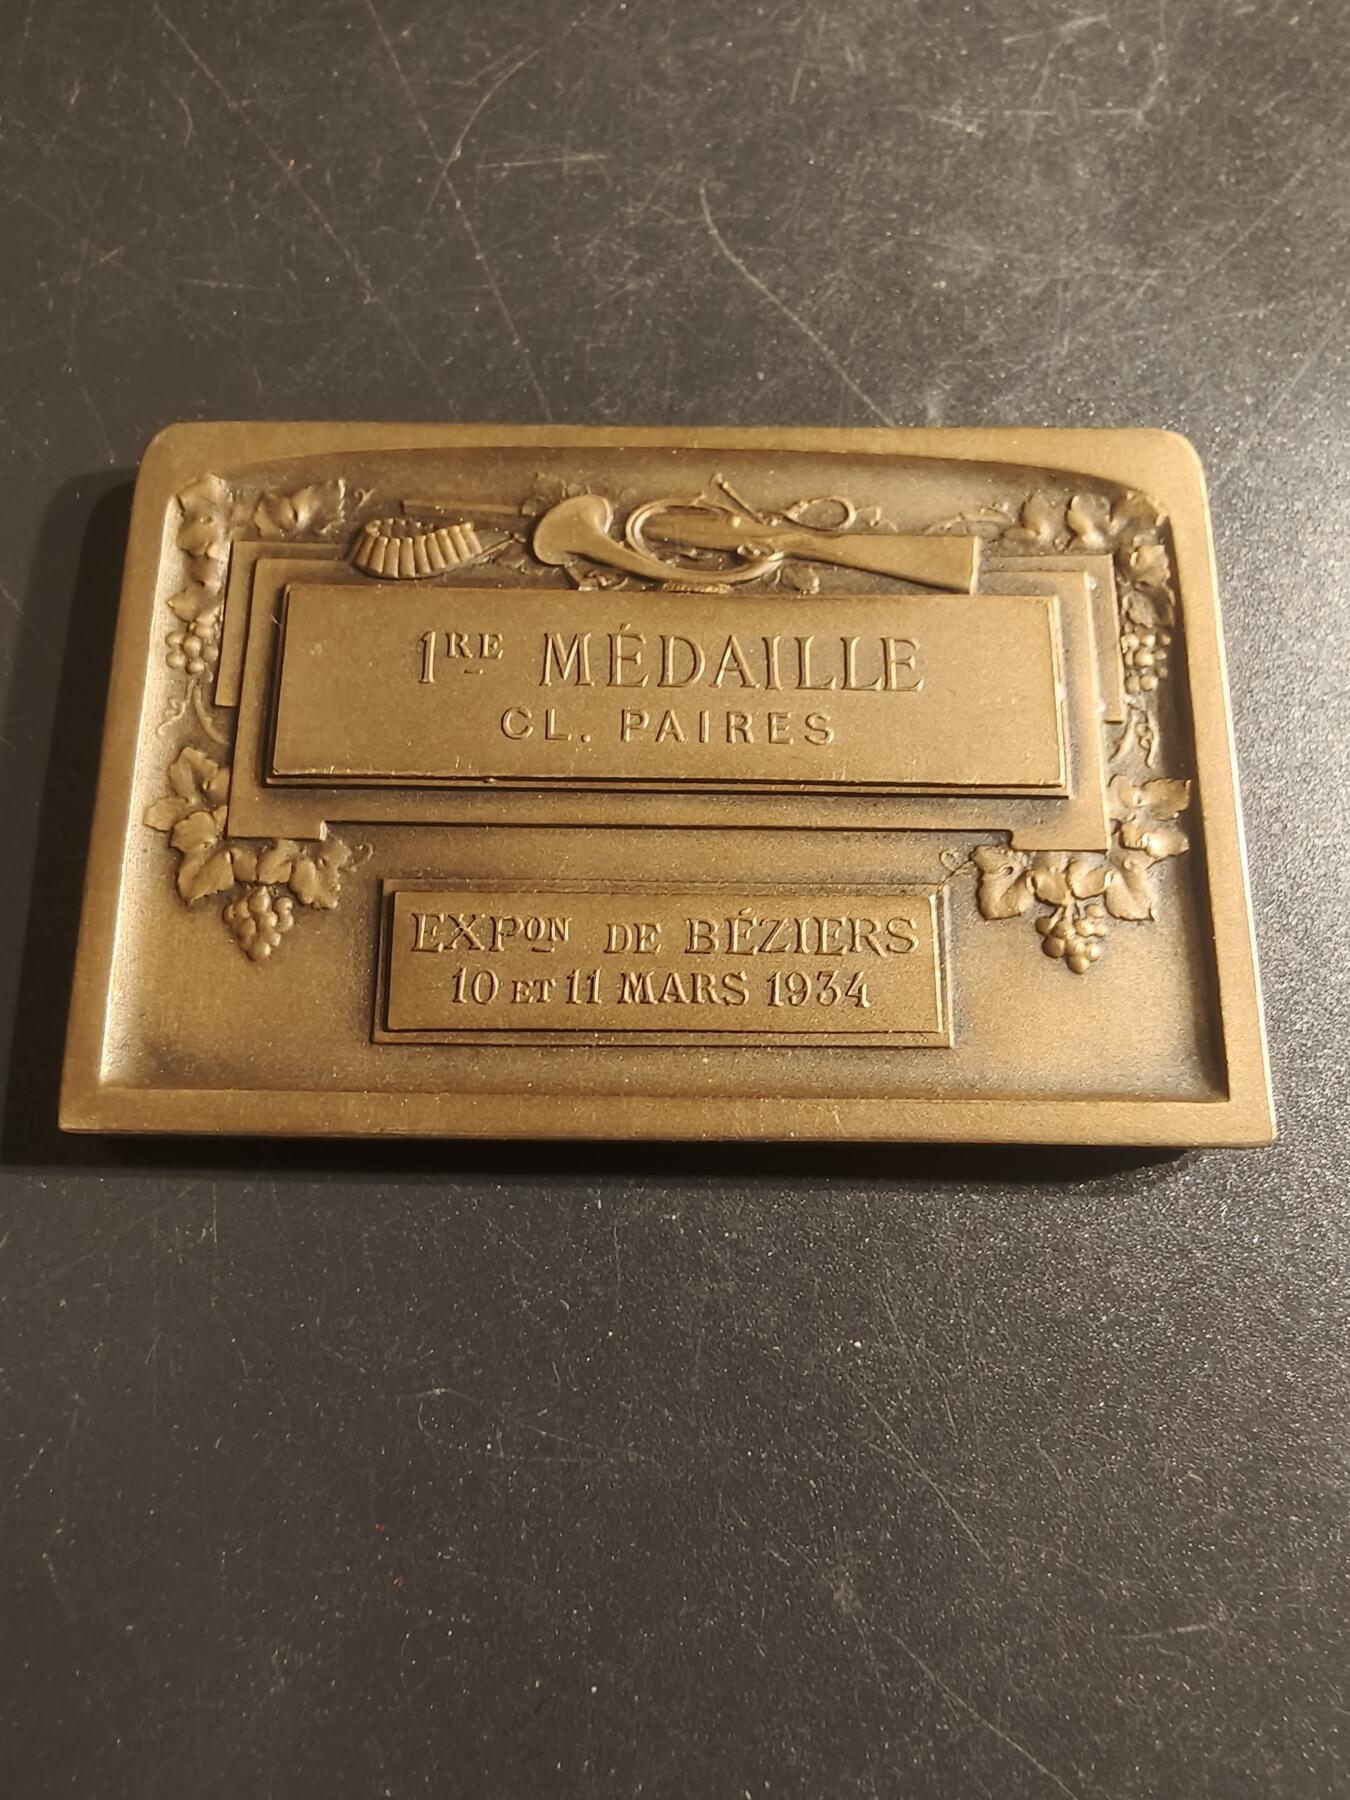 1RE MÉDAILLE
CL. PAIRES
EXPON DE BÉZIERS
10 ET 11 MARS 1934